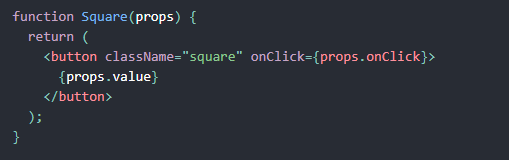 function Square(props) {
  return (
    <button className="square" onClick={props.onClick}>
      {props.value}
    </button>
  );
}